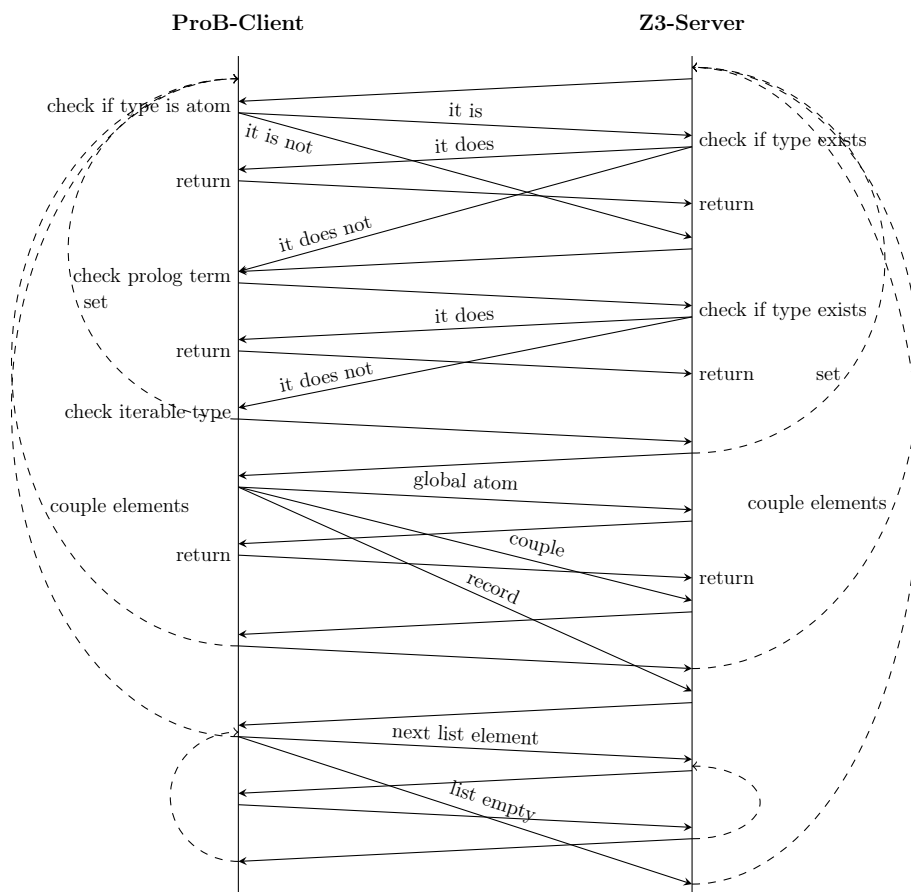 ProB-Client
Z3-Server
check if type is atom
it is
it is not
it does
check if type exists
return
return
it does not
check prolog term
set
it does
check if type exists
return
it does not
return
set
check iterable type
global atom
couple elements
couple elements
couple
return
record
return
next list element
list empty